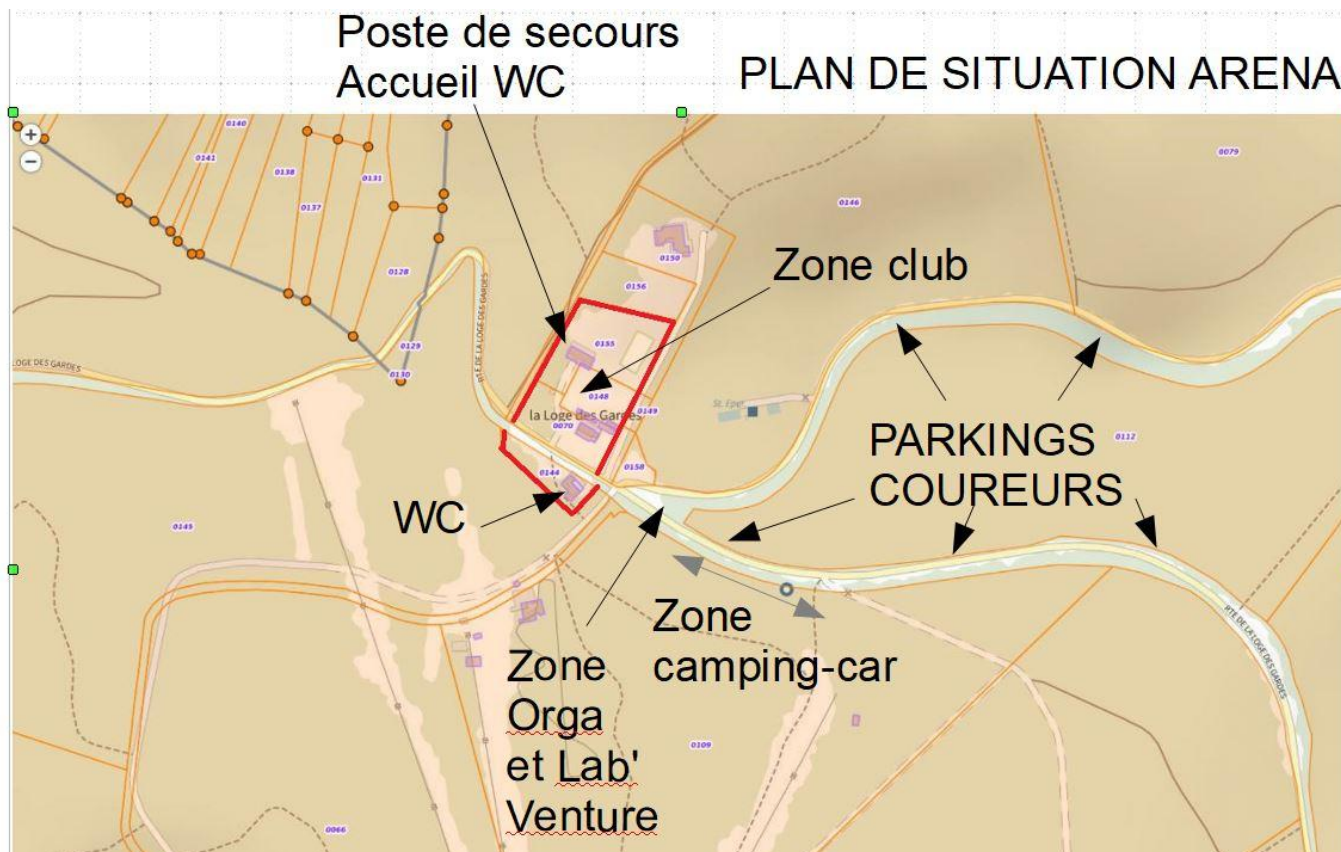 Poste de secours
Accueil WC
PLAN DE SITUATION ARENA
+
−
0140
0141
0138
0131
0137
0128
0129
0130
0079
0146
0150
0156
Zone club
RTE DE LA LOGE DES GARDES
LOGE DES GARDES
0155
0148
0149
la Loge des Gardes
0070
St. Epur.
0158
0144
PARKINGS
COUREURS
0112
WC
0145
Zone
camping-car
Zone
Orga
et Lab'
Venture
RTE DE LA LOGE DES GARDES
0109
0066